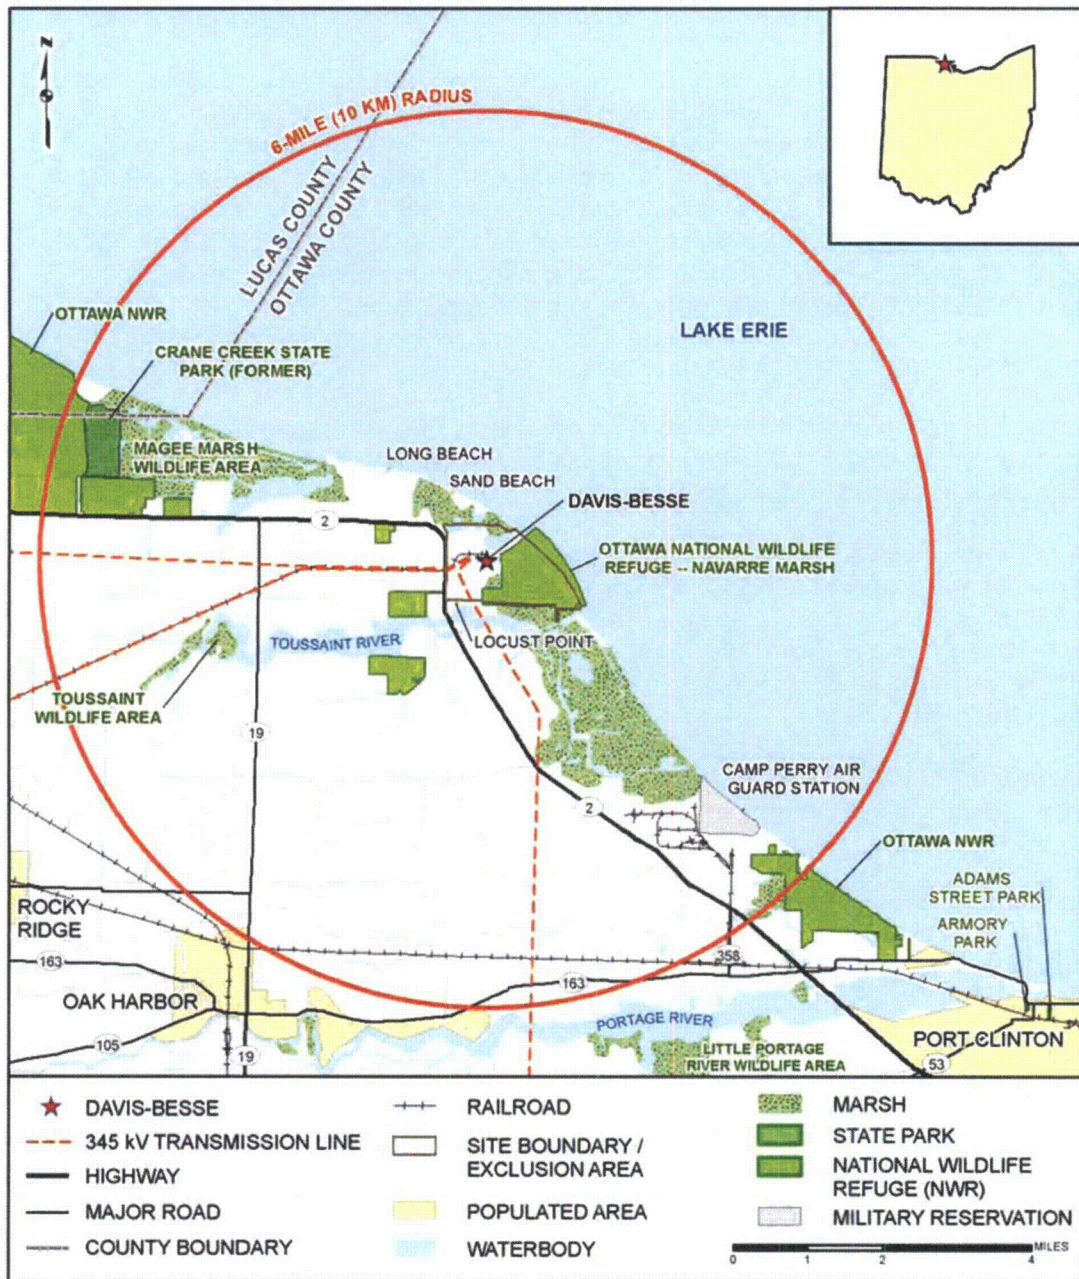 N
6-MILE (10 KM) RADIUS
LUCAS COUNTY
OTTAWA COUNTY
OTTAWA NWR
CRANE CREEK STATE
PARK (FORMER)
LAKE ERIE
MAGEE MARSH
WILDLIFE AREA
LONG BEACH
SAND BEACH
DAVIS-BESSE
2
OTTAWA NATIONAL WILDLIFE
REFUGE -- NAVARRE MARSH
LOCUST POINT
TOUSSAINT RIVER
TOUSSAINT
WILDLIFE AREA
19
CAMP PERRY AIR
GUARD STATION
2
OTTAWA NWR
ADAMS
STREET PARK
ARMORY
PARK
ROCKY
RIDGE
163
358
163
OAK HARBOR
PORTAGE RIVER
PORT CLINTON
105
19
LITTLE PORTAGE
RIVER WILDLIFE AREA
53
DAVIS-BESSE
345 kV TRANSMISSION LINE
HIGHWAY
MAJOR ROAD
COUNTY BOUNDARY
RAILROAD
SITE BOUNDARY /
EXCLUSION AREA
POPULATED AREA
WATERBODY
MARSH
STATE PARK
NATIONAL WILDLIFE
REFUGE (NWR)
MILITARY RESERVATION
MILES
0 1 2 4